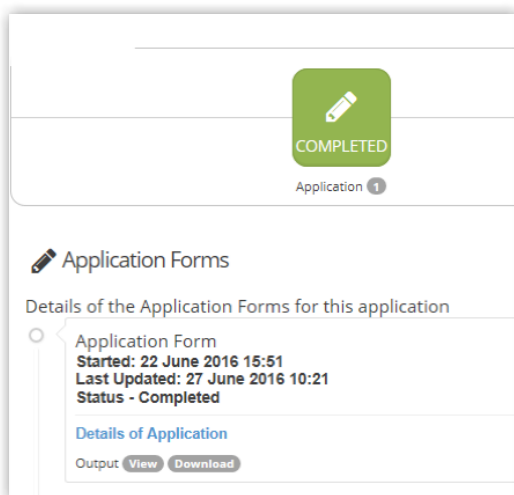 COMPLETED
Application 1
Application Forms
Details of the Application Forms for this application
Application Form
Started: 22 June 2016 15:51
Last Updated: 27 June 2016 10:21
Status - Completed
Details of Application
Output View Download